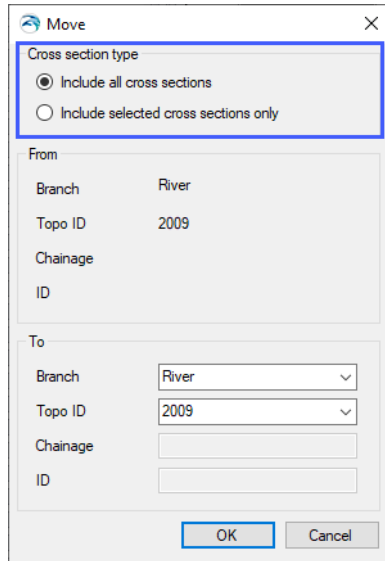 Move
Cross section type
Include all cross sections
Include selected cross sections only
From
Branch River
Topo ID 2009
Chainage
ID
To
Branch River
Topo ID 2009
Chainage
ID
OK Cancel